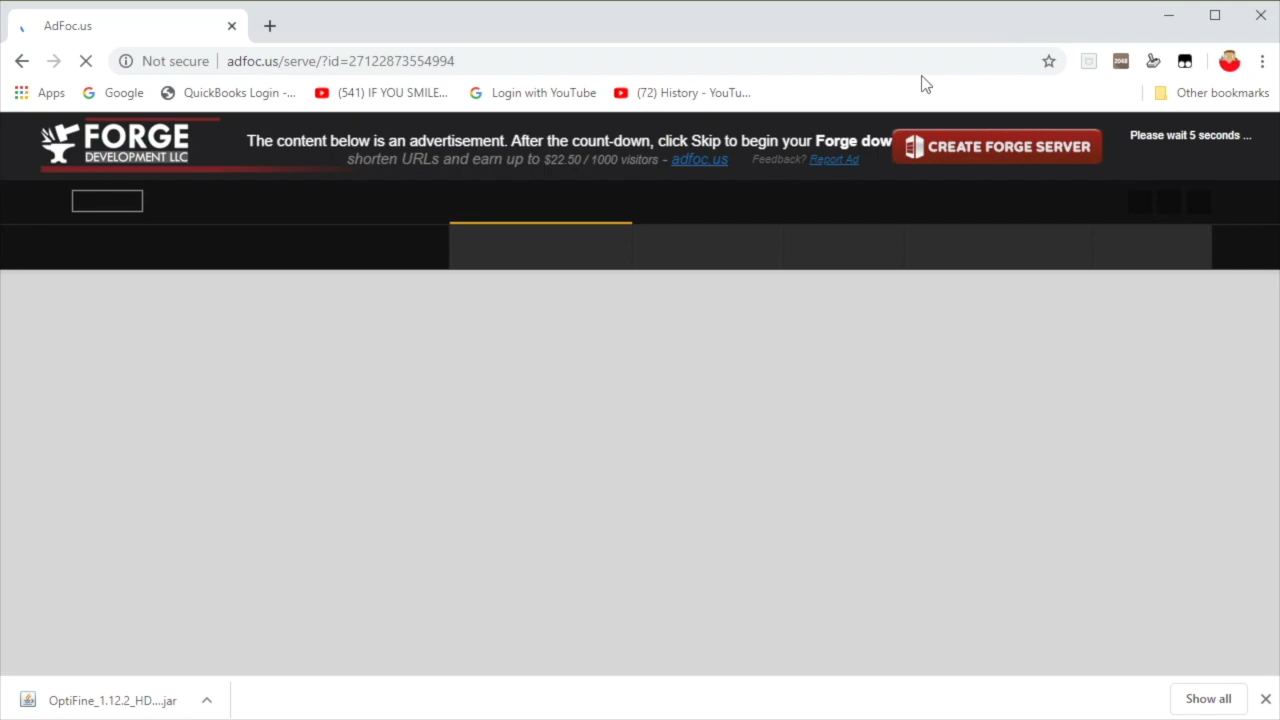 AdFoc.us
Not secure
adfoc.us/serve/?id=27122873554994
2048
Apps
Google
QuickBooks Login -...
(541) IF YOU SMILE...
Login with YouTube
(72) History - YouTu...
Other bookmarks
FORGE
DEVELOPMENT LLC
The content below is an advertisement. After the count-down, click Skip to begin your Forge dow
shorten URLs and earn up to $22.50 / 1000 visitors - adfoc.us Feedback? Report Ad
CREATE FORGE SERVER
Please wait 5 seconds ...
OptiFine_1.12.2_HD....jar
Show all